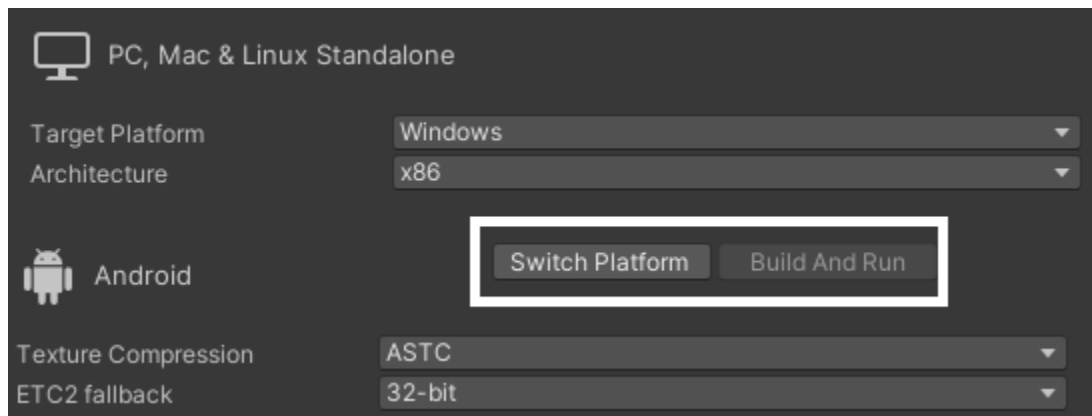 PC, Mac & Linux Standalone
Target Platform Windows
Architecture x86
Switch Platform Build And Run
Android
Texture Compression ASTC
ETC2 fallback 32-bit